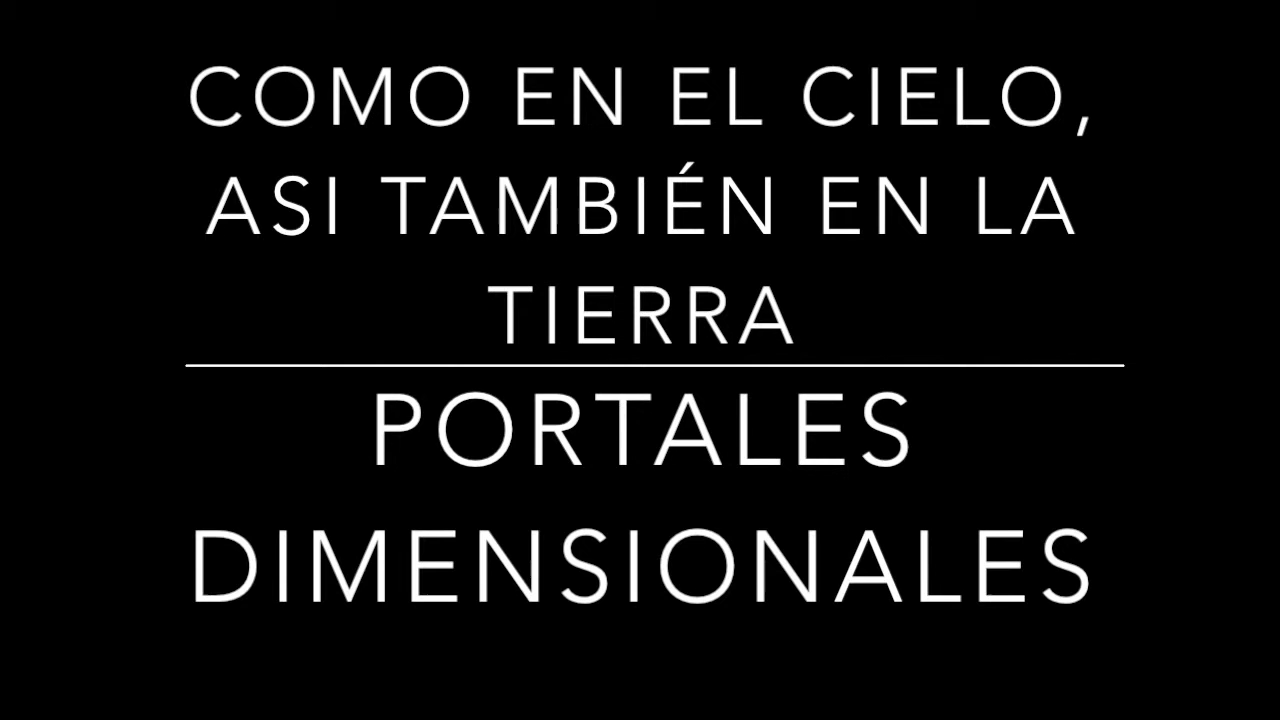 COMO EN EL CIELO,
ASI TAMBIÉN EN LA
TIERRA
PORTALES
DIMENSIONALES